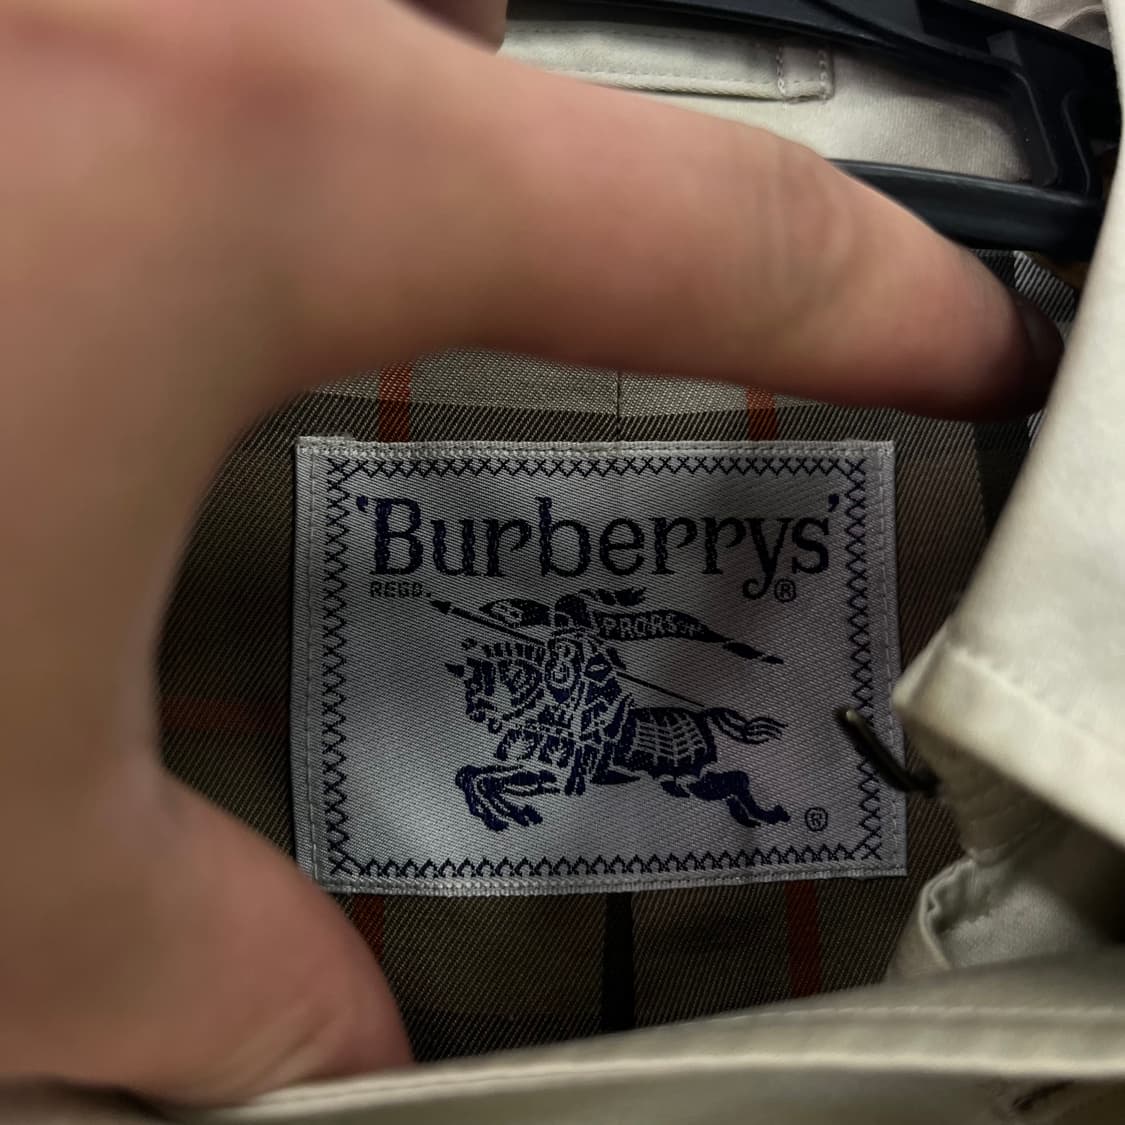 'Burberrys'
REGD. ®
PRORSUM
®